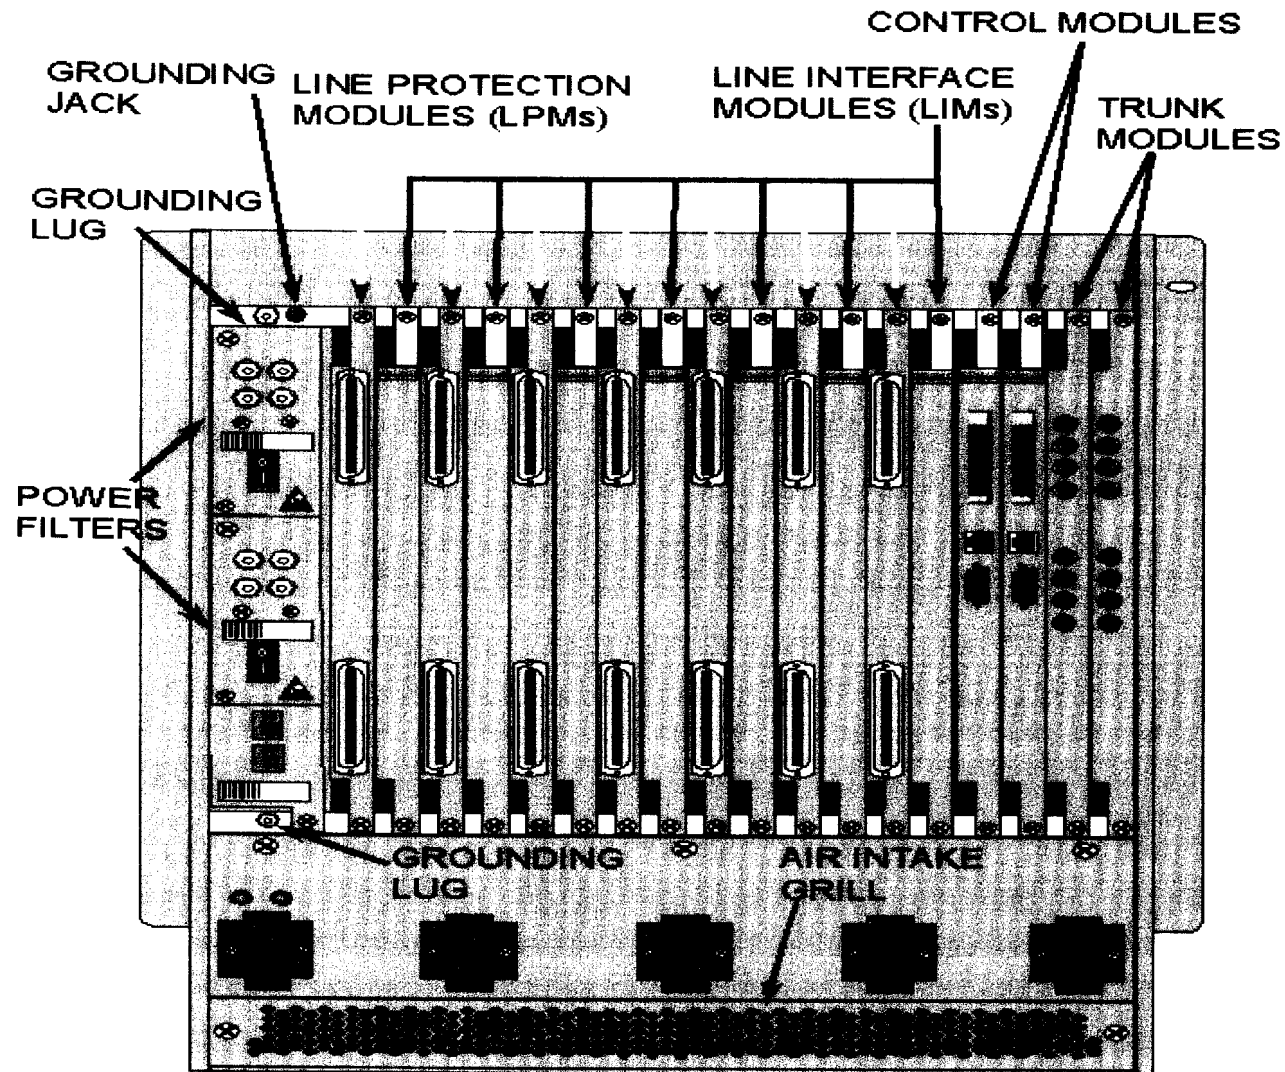 CONTROL MODULES
GROUNDING
JACK
LINE PROTECTION
MODULES (LPMs)
LINE INTERFACE
MODULES (LIMs)
TRUNK
MODULES
GROUNDING
LUG
POWER
FILTERS
GROUNDING
LUG
AIR INTAKE
GRILL